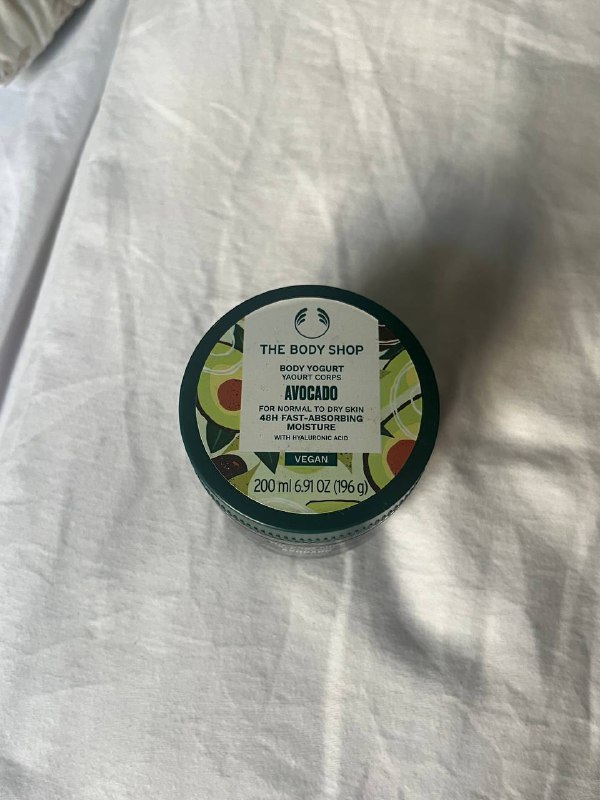 THE BODY SHOP
BODY YOGURT
YAOURT CORPS
AVOCADO
FOR NORMAL TO DRY SKIN
48H FAST-ABSORBING
MOISTURE
WITH HYALURONIC ACID
VEGAN
200 ml 6.91 OZ (196 g)